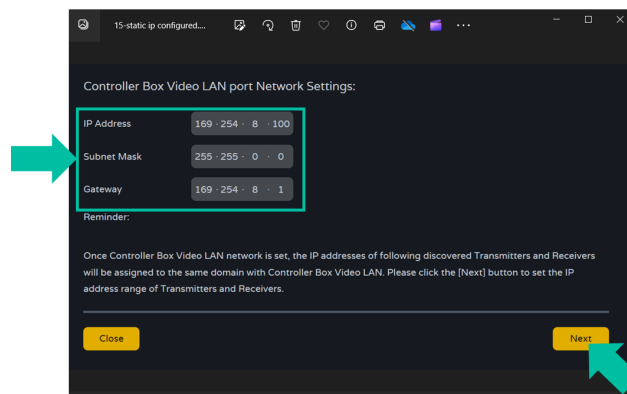 15-static ip configured....
Controller Box Video LAN port Network Settings:
IP Address 169 · 254 · 8 · 100
Subnet Mask 255 · 255 · 0 · 0
Gateway 169 · 254 · 8 · 1
Reminder:
Once Controller Box Video LAN network is set, the IP addresses of following discovered Transmitters and Receivers
will be assigned to the same domain with Controller Box Video LAN. Please click the [Next] button to set the IP
address range of Transmitters and Receivers.
Close Next